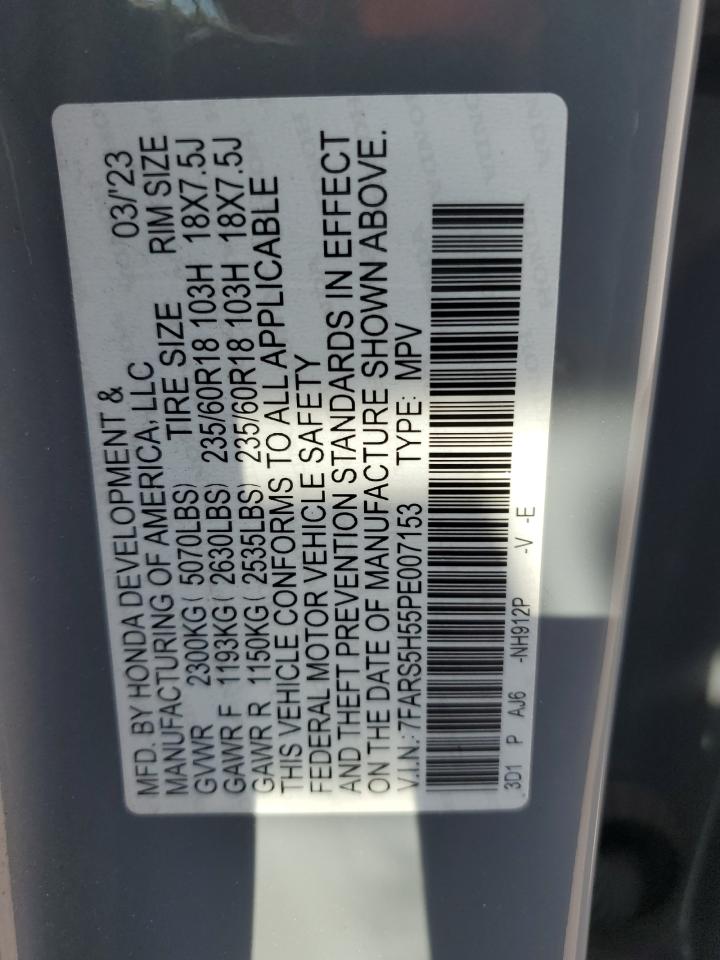 MFD. BY HONDA DEVELOPMENT & 03/'23
MANUFACTURING OF AMERICA, LLC
TIRE SIZE RIM SIZE
GVWR 2300KG( 5070LBS) 235/60R18 103H 18X7.5J
GAWR F 1193KG( 2630LBS) 235/60R18 103H 18X7.5J
GAWR R 1150KG( 2535LBS)
THIS VEHICLE CONFORMS TO ALL APPLICABLE
FEDERAL MOTOR VEHICLE SAFETY
AND THEFT PREVENTION STANDARDS IN EFFECT
ON THE DATE OF MANUFACTURE SHOWN ABOVE.
V.I.N.: 7FARS5H55PE007153 TYPE: MPV
3D1 P AJ6 -NH912P -V -E